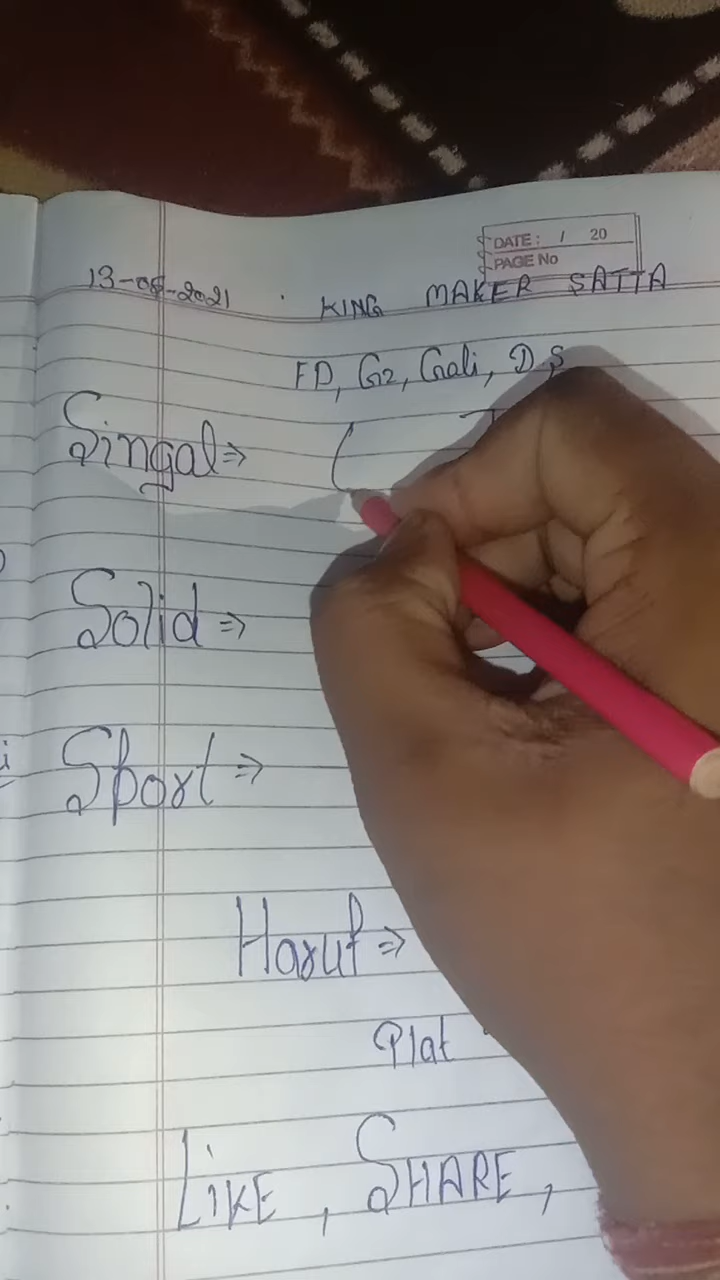 DATE: / 20
PAGE No
13-08-2021 KING MAKER SATTA
FD, G2, Gali, D,S
Singal ⇒
Solid ⇒
Sport ⇒
Haruf ⇒
Plat
LIKE, SHARE,